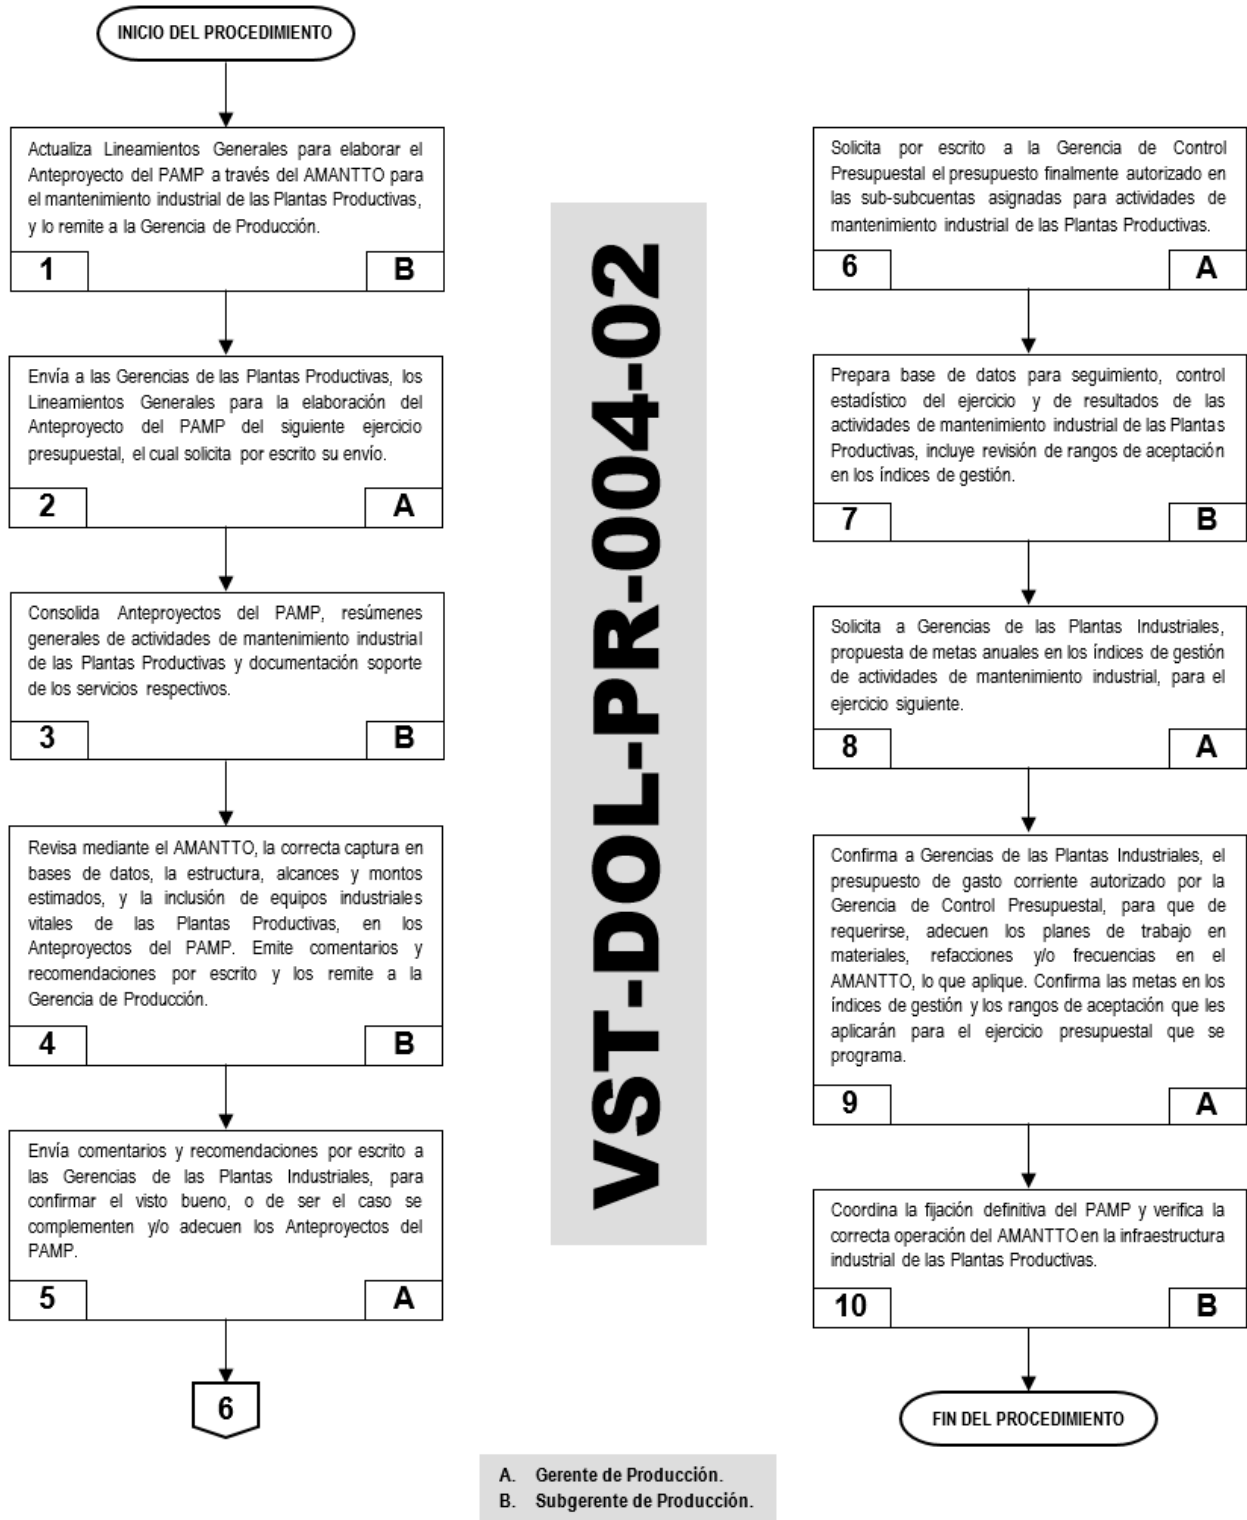 INICIO DEL PROCEDIMIENTO
Actualiza Lineamientos Generales para elaborar el
Anteproyecto del PAMP a través del AMANTTO para
el mantenimiento industrial de las Plantas Productivas,
y lo remite a la Gerencia de Producción.
1
B
Envía a las Gerencias de las Plantas Productivas, los
Lineamientos Generales para la elaboración del
Anteproyecto del PAMP del siguiente ejercicio
presupuestal, el cual solicita por escrito su envío.
2
A
Consolida Anteproyectos del PAMP, resúmenes
generales de actividades de mantenimiento industrial
de las Plantas Productivas y documentación soporte
de los servicios respectivos.
3
B
Revisa mediante el AMANTTO, la correcta captura en
bases de datos, la estructura, alcances y montos
estimados, y la inclusión de equipos industriales
vitales de las Plantas Productivas, en los
Anteproyectos del PAMP. Emite comentarios y
recomendaciones por escrito y los remite a la
Gerencia de Producción.
4
B
Envía comentarios y recomendaciones por escrito a
las Gerencias de las Plantas Industriales, para
confirmar el visto bueno, o de ser el caso se
complementen y/o adecuen los Anteproyectos del
PAMP.
5
A
6
VST-DOL-PR-004-02
Solicita por escrito a la Gerencia de Control
Presupuestal el presupuesto finalmente autorizado en
las sub-subcuentas asignadas para actividades de
mantenimiento industrial de las Plantas Productivas.
6
A
Prepara base de datos para seguimiento, control
estadístico del ejercicio y de resultados de las
actividades de mantenimiento industrial de las Plantas
Productivas, incluye revisión de rangos de aceptación
en los índices de gestión.
7
B
Solicita a Gerencias de las Plantas Industriales,
propuesta de metas anuales en los índices de gestión
de actividades de mantenimiento industrial, para el
ejercicio siguiente.
8
A
Confirma a Gerencias de las Plantas Industriales, el
presupuesto de gasto corriente autorizado por la
Gerencia de Control Presupuestal, para que de
requerirse, adecuen los planes de trabajo en
materiales, refacciones y/o frecuencias en el
AMANTTO, lo que aplique. Confirma las metas en los
índices de gestión y los rangos de aceptación que les
aplicarán para el ejercicio presupuestal que se
programa.
9
A
Coordina la fijación definitiva del PAMP y verifica la
correcta operación del AMANTTO en la infraestructura
industrial de las Plantas Productivas.
10
B
FIN DEL PROCEDIMIENTO
A. Gerente de Producción.
B. Subgerente de Producción.